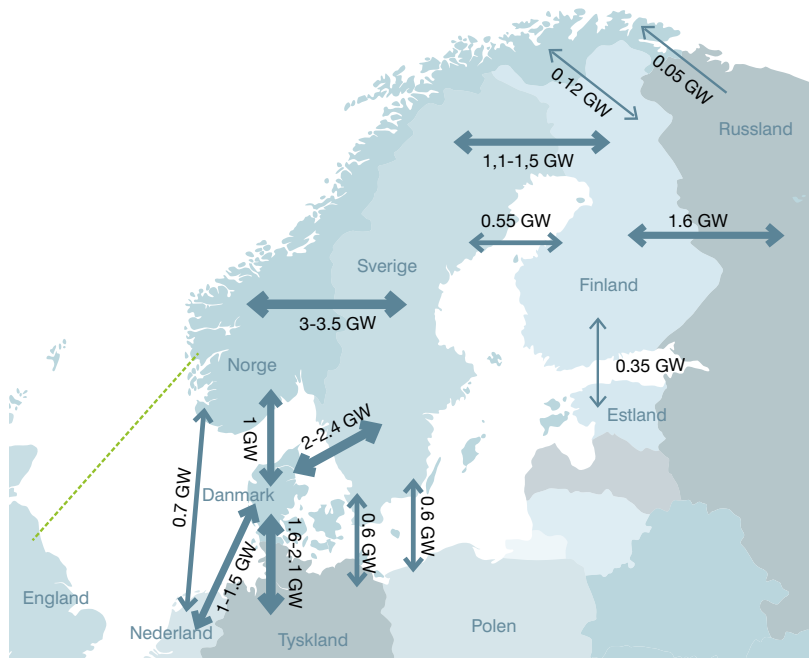 0.12 GW
0.05 GW
Russland
1,1-1,5 GW
0.55 GW
1.6 GW
Sverige
Finland
3-3.5 GW
Norge
0.35 GW
1 GW
2-2.4 GW
Estland
0.7 GW
Danmark
0.6 GW
0.6 GW
1-1.5 GW
1.6-2.1 GW
England
Nederland
Tyskland
Polen